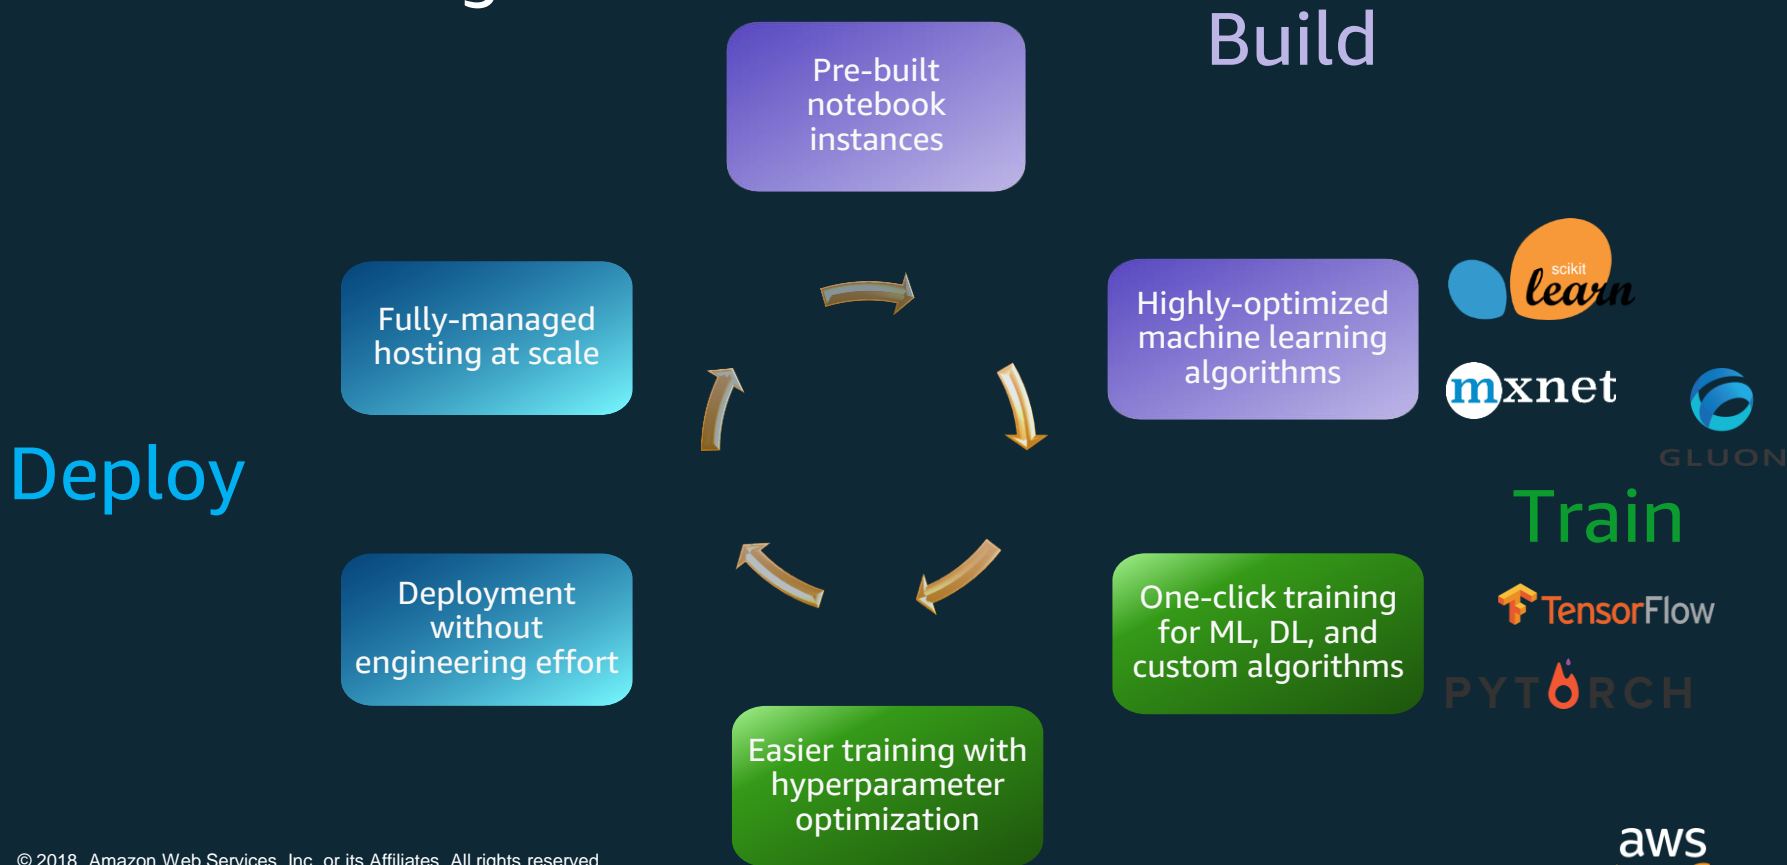 Build
Pre-built
notebook
instances
Fully-managed
hosting at scale
Highly-optimized
machine learning
algorithms
scikit
learn
mxnet
GLUON
Deploy
Train
Deployment
without
engineering effort
One-click training
for ML, DL, and
custom algorithms
TensorFlow
PYTORCH
Easier training with
hyperparameter
optimization
aws
© 2018, Amazon Web Services, Inc. or its Affiliates. All rights reserved.